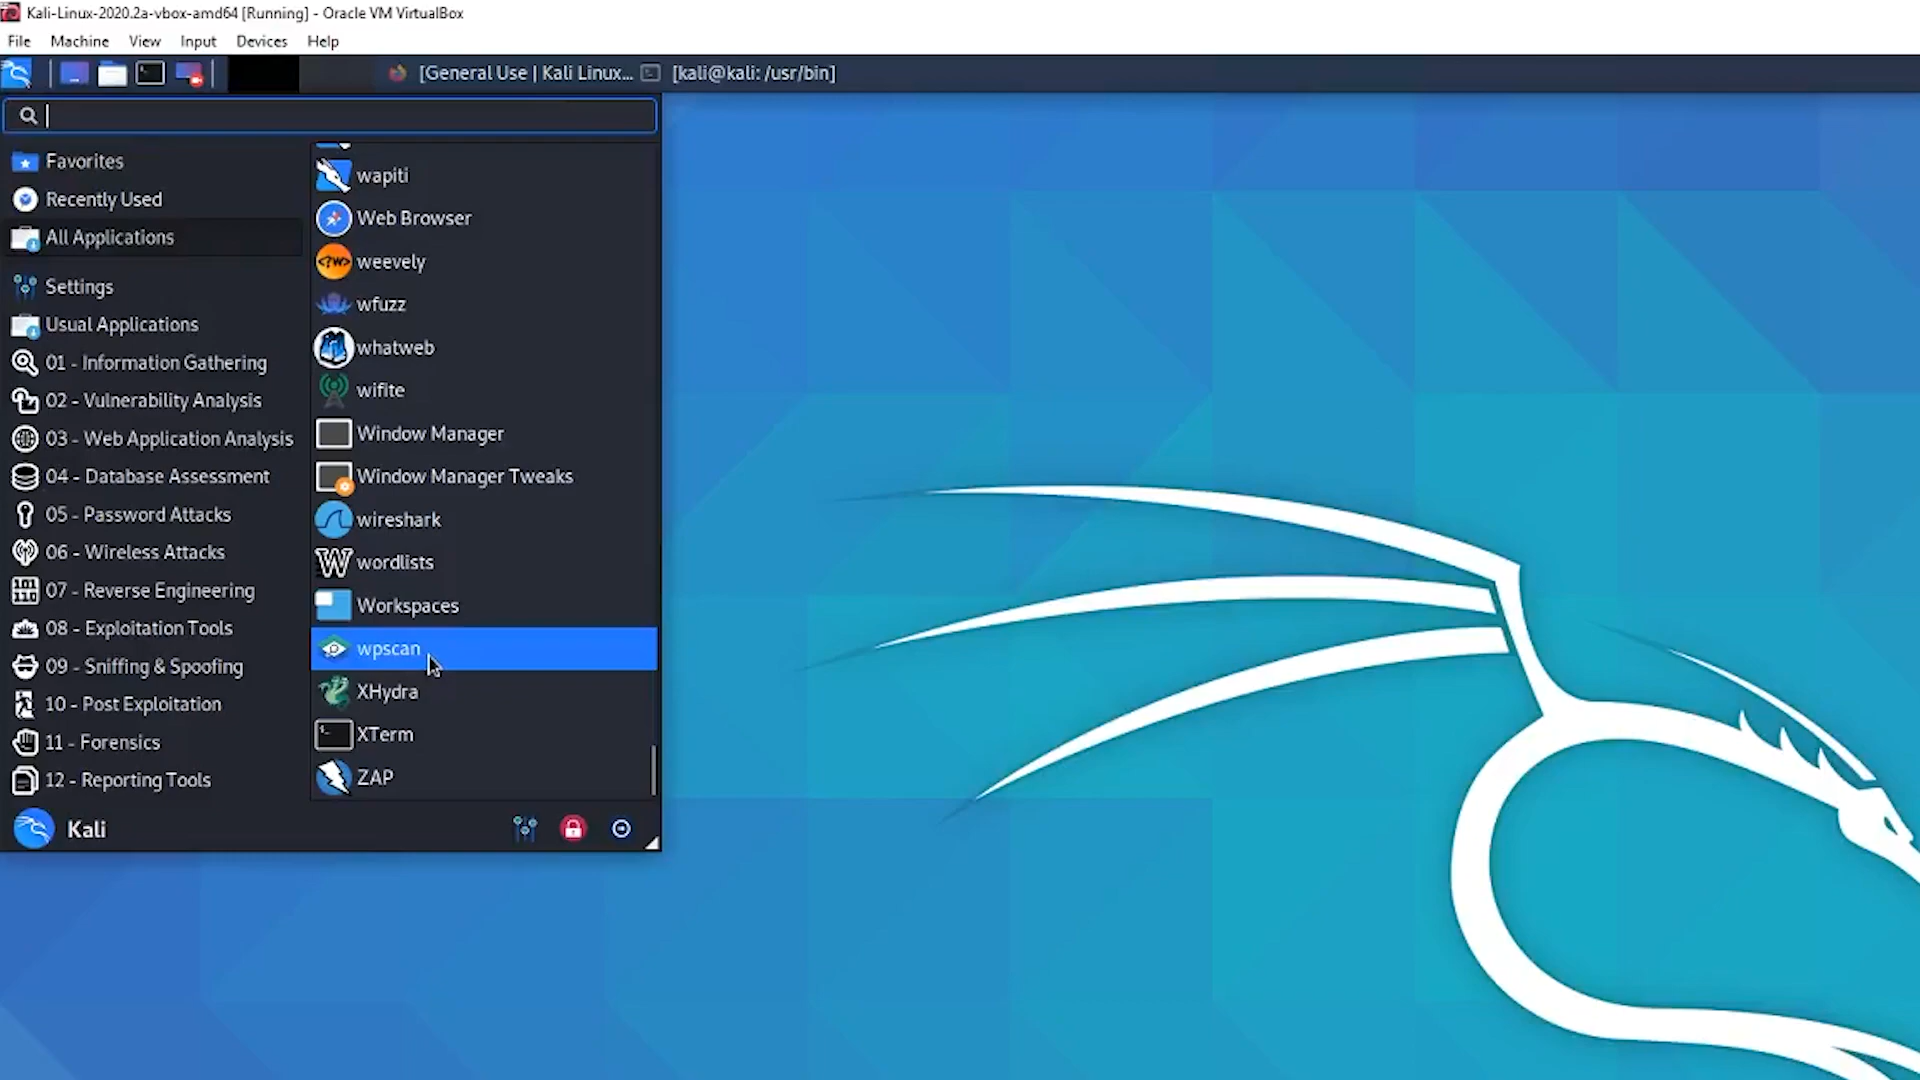 Kali-Linux-2020.2a-vbox-amd64 [Running] - Oracle VM VirtualBox
File Machine View Input Devices Help
[General Use | Kali Linux... [kali@kali: /usr/bin]
Favorites
Recently Used
All Applications
Settings
Usual Applications
01 - Information Gathering
02 - Vulnerability Analysis
03 - Web Application Analysis
04 - Database Assessment
05 - Password Attacks
06 - Wireless Attacks
07 - Reverse Engineering
08 - Exploitation Tools
09 - Sniffing & Spoofing
10 - Post Exploitation
11 - Forensics
12 - Reporting Tools
wapiti
Web Browser
weevely
wfuzz
whatweb
wifite
Window Manager
Window Manager Tweaks
wireshark
wordlists
Workspaces
wpscan
XHydra
XTerm
ZAP
Kali